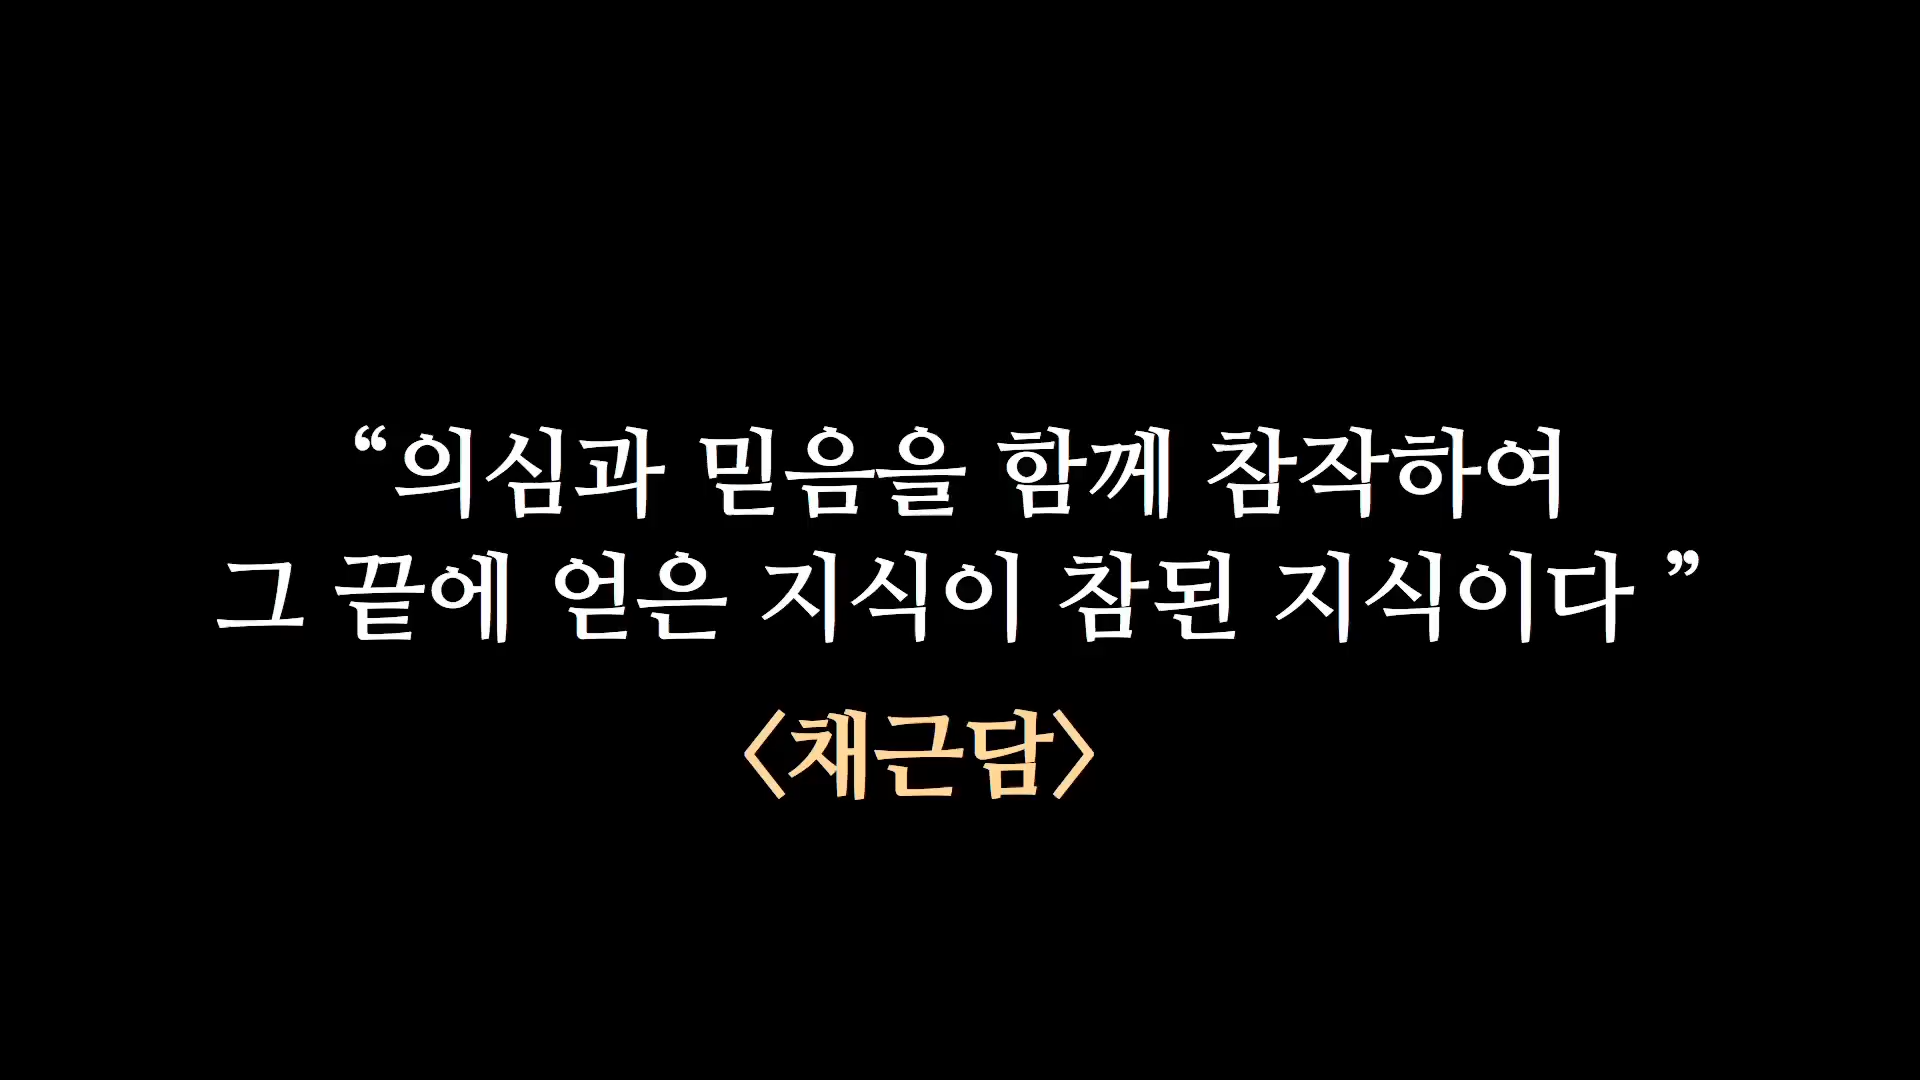 “의심과 믿음을 함께 참작하여
그 끝에 얻은 지식이 참된 지식이다 ”
〈채근담〉